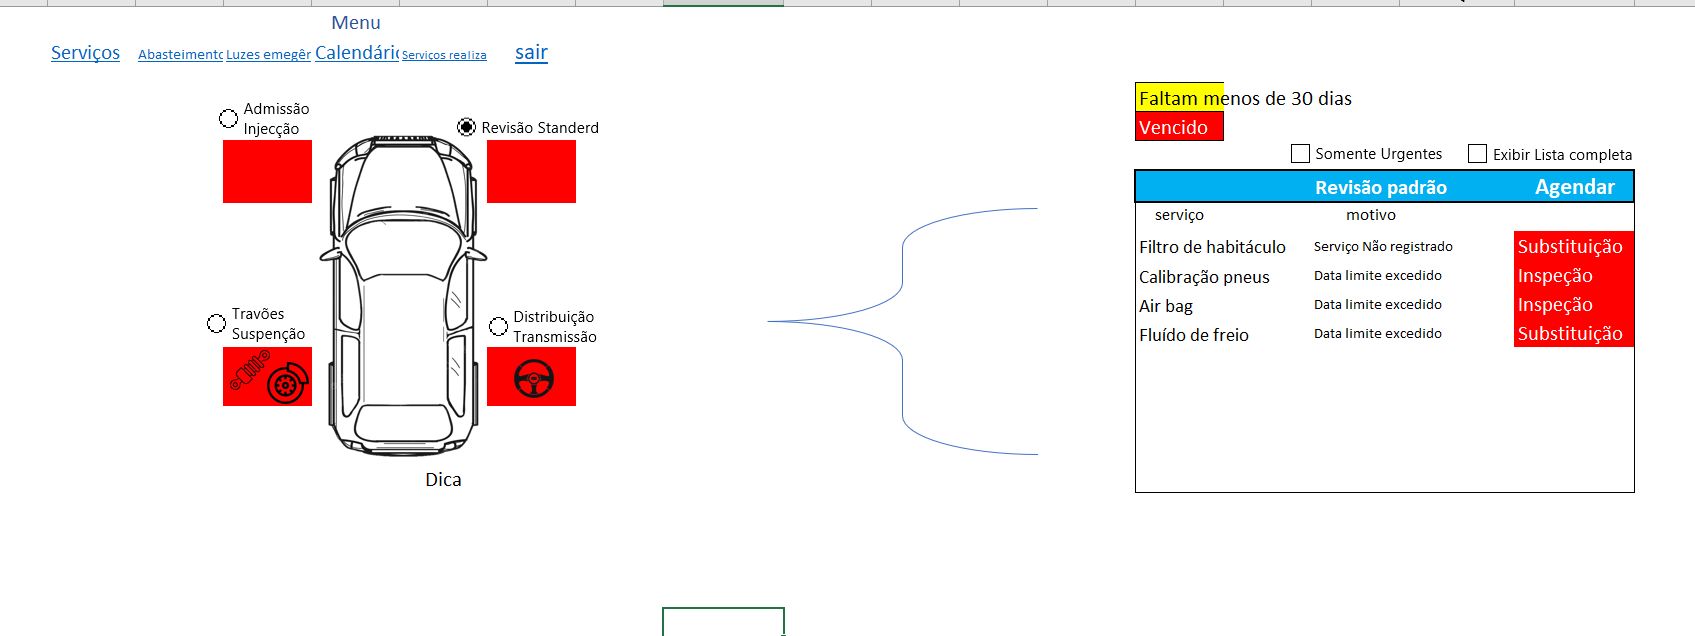 Menu
Serviços Abasteimento Luzes emegêr Calendáric Serviços realiza sair
Admissão
Injecção
Revisão Standerd
Travões
Suspenção
Distribuição
Transmissão
Dica
Faltam menos de 30 dias
Vencido
Somente Urgentes Exibir Lista completa
Revisão padrão Agendar
serviço motivo
Filtro de habitáculo Serviço Não registrado Substituição
Calibração pneus Data limite excedido Inspeção
Air bag Data limite excedido Inspeção
Fluído de freio Data limite excedido Substituição